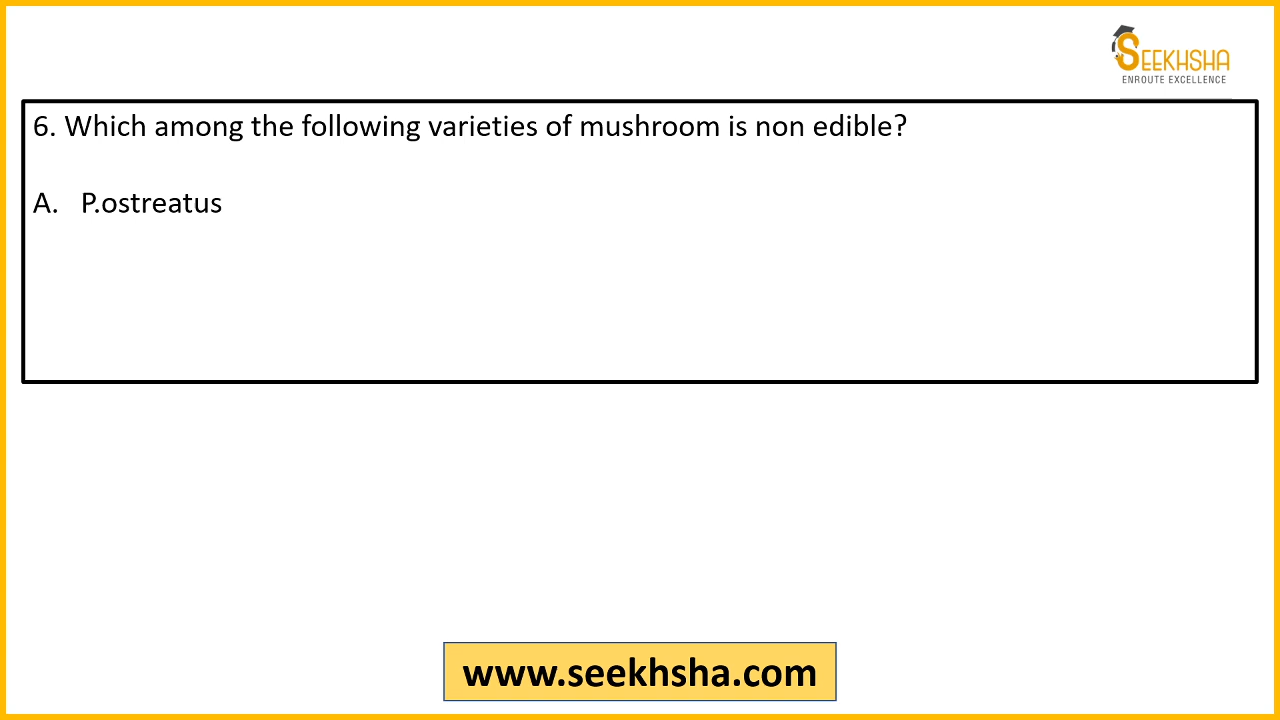 SEEKHSHA
ENROUTE EXCELLENCE
6. Which among the following varieties of mushroom is non edible?
A. P.ostreatus
www.seekhsha.com